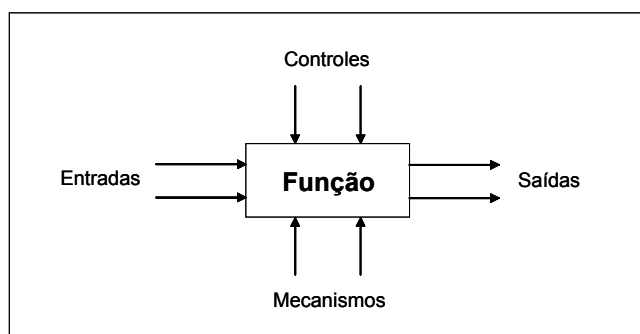 Controles
Entradas
Função
Saídas
Mecanismos